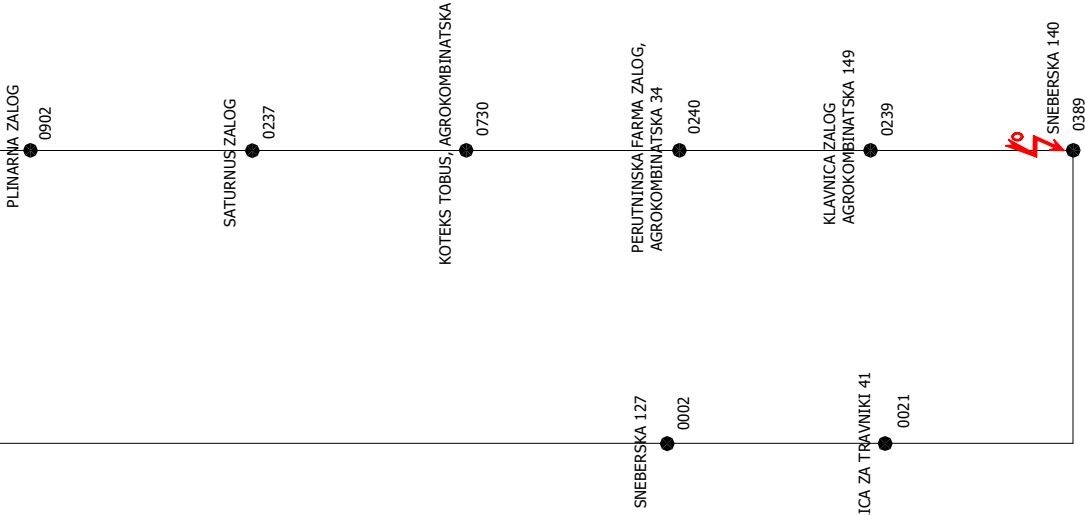 PLINARNA ZALOG
0902
SATURNUS ZALOG
0237
KOTEKS TOBUS, AGROKOMBINATSKA
0730
PERUTNINSKA FARMA ZALOG,
AGROKOMBINATSKA 34
0240
KLAVNICA ZALOG
AGROKOMBINATSKA 149
0239
SNEBERSKA 140
0389
SNEBERSKA 127
0002
ICA ZA TRAVNIKI 41
0021